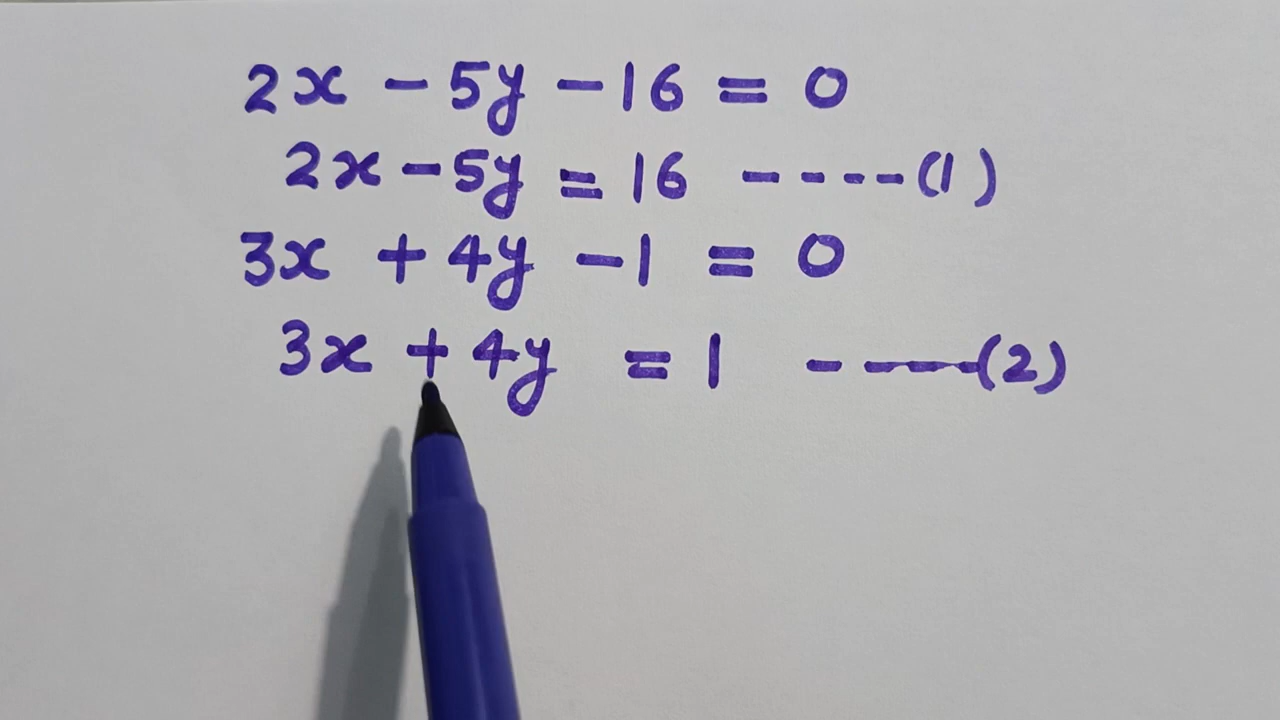 2x - 5y - 16 = 0
2x - 5y = 16 ----(1)
3x + 4y - 1 = 0
3x + 4y = 1 ----(2)